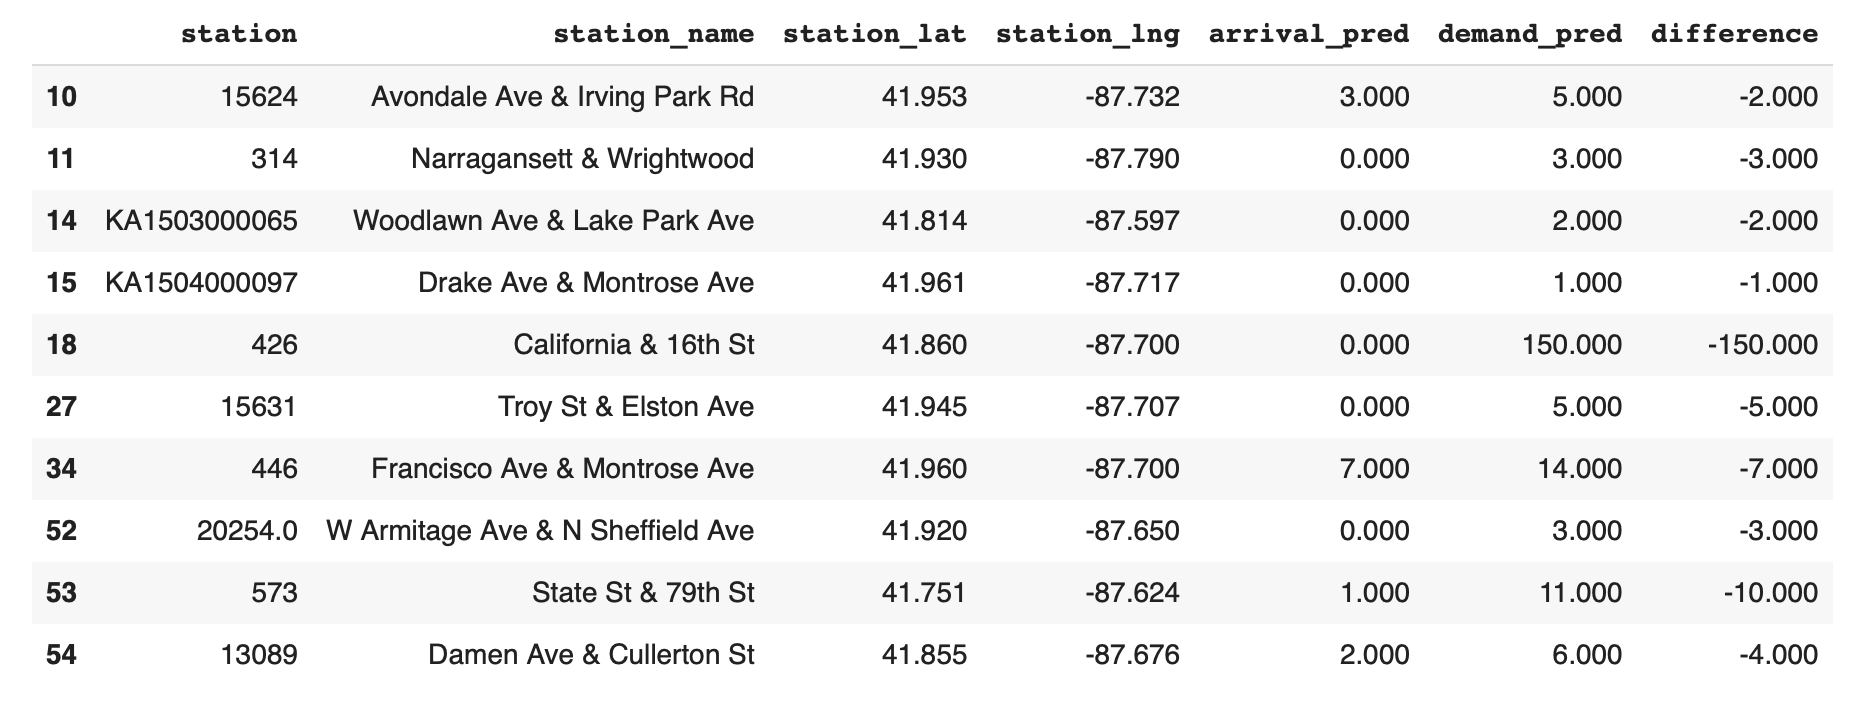 station station_name station_lat station_lng arrival_pred demand_pred difference
10 15624 Avondale Ave & Irving Park Rd 41.953 -87.732 3.000 5.000 -2.000
11 314 Narragansett & Wrightwood 41.930 -87.790 0.000 3.000 -3.000
14 KA1503000065 Woodlawn Ave & Lake Park Ave 41.814 -87.597 0.000 2.000 -2.000
15 KA1504000097 Drake Ave & Montrose Ave 41.961 -87.717 0.000 1.000 -1.000
18 426 California & 16th St 41.860 -87.700 0.000 150.000 -150.000
27 15631 Troy St & Elston Ave 41.945 -87.707 0.000 5.000 -5.000
34 446 Francisco Ave & Montrose Ave 41.960 -87.700 7.000 14.000 -7.000
52 20254.0 W Armitage Ave & N Sheffield Ave 41.920 -87.650 0.000 3.000 -3.000
53 573 State St & 79th St 41.751 -87.624 1.000 11.000 -10.000
54 13089 Damen Ave & Cullerton St 41.855 -87.676 2.000 6.000 -4.000